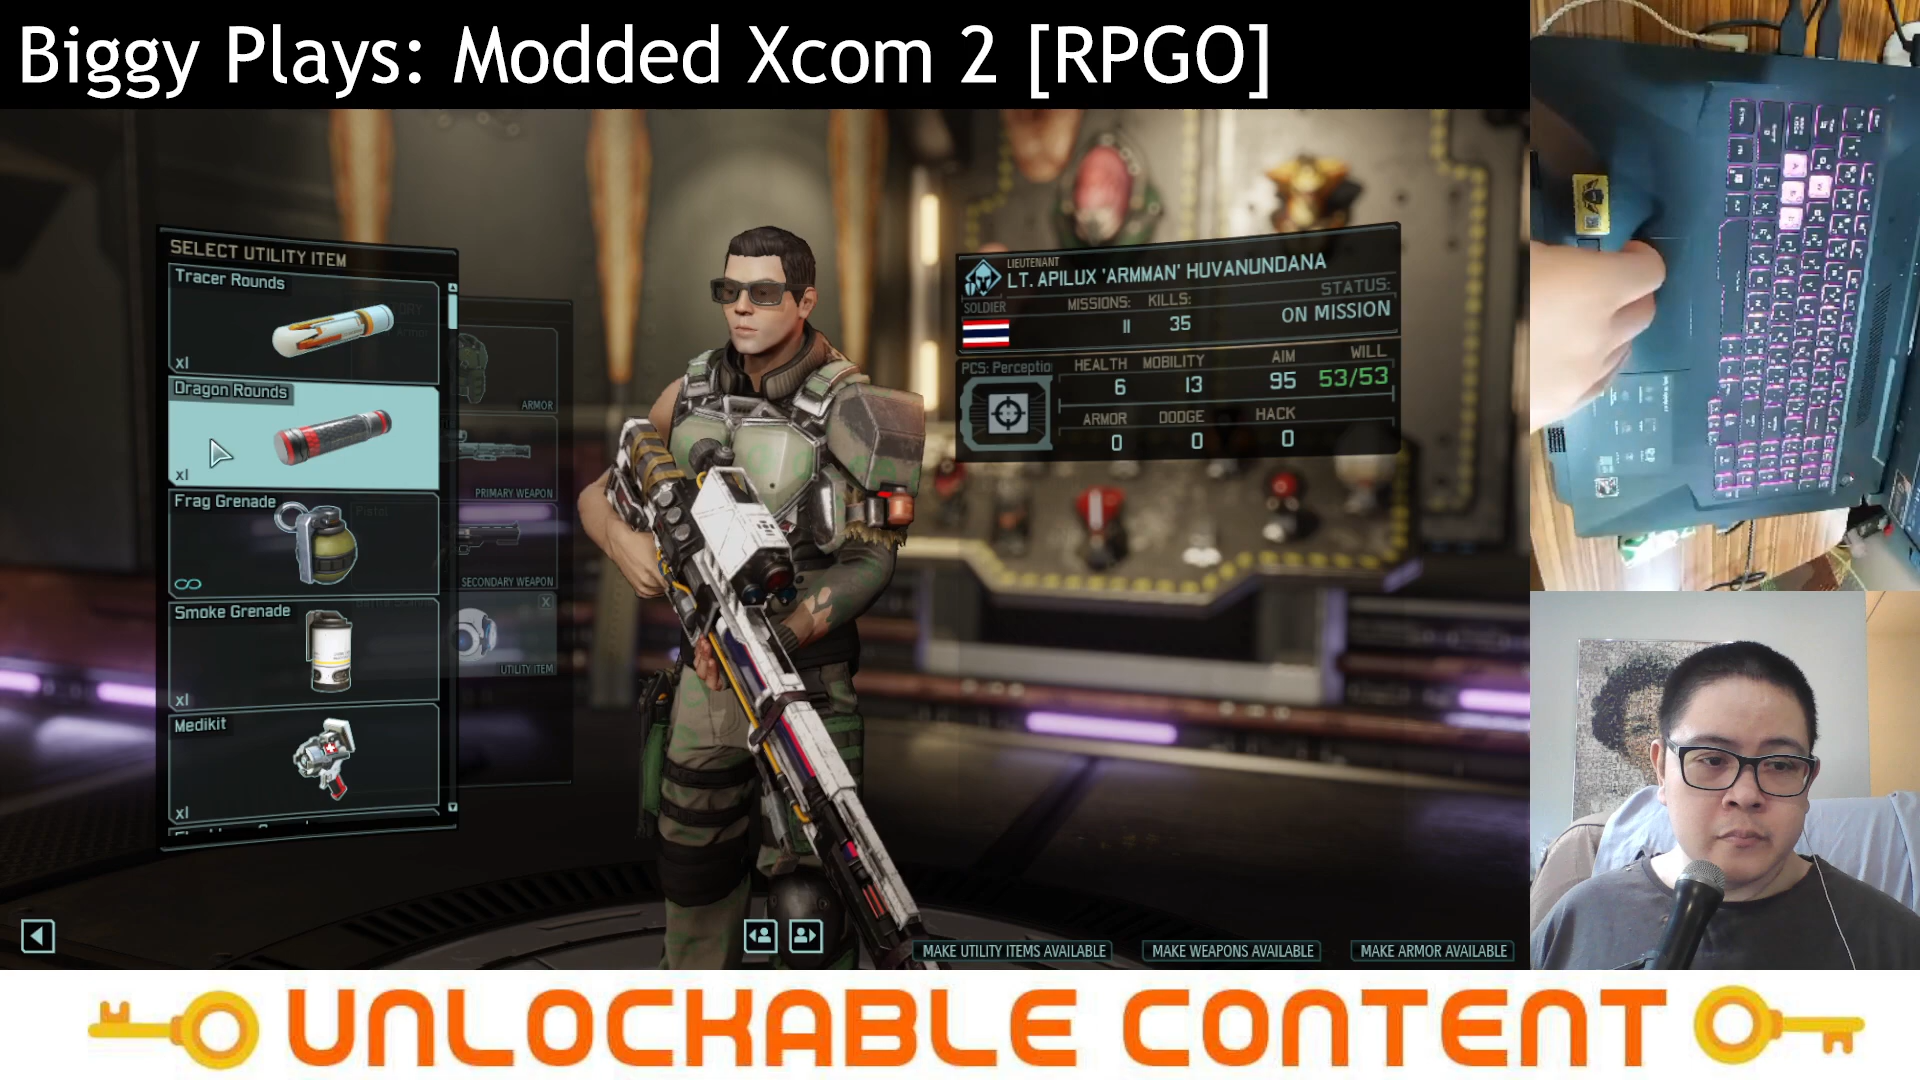 Biggy Plays: Modded Xcom 2 [RPGO]
SELECT UTILITY ITEM
Tracer Rounds
x1
Dragon Rounds
x1
Frag Grenade
∞
Smoke Grenade
x1
Medikit
x1
ARMOR
PRIMARY WEAPON
Pistol
SECONDARY WEAPON
X
UTILITY ITEM
LIEUTENANT
LT. APILUX 'ARMMAN' HUVANUNDANA
SOLDIER
MISSIONS: KILLS: STATUS:
11 35 ON MISSION
PCS: Perceptio
HEALTH MOBILITY AIM WILL
6 13 95 53/53
ARMOR DODGE HACK
0 0 0
MAKE UTILITY ITEMS AVAILABLE
MAKE WEAPONS AVAILABLE
MAKE ARMOR AVAILABLE
UNLOCKABLE CONTENT